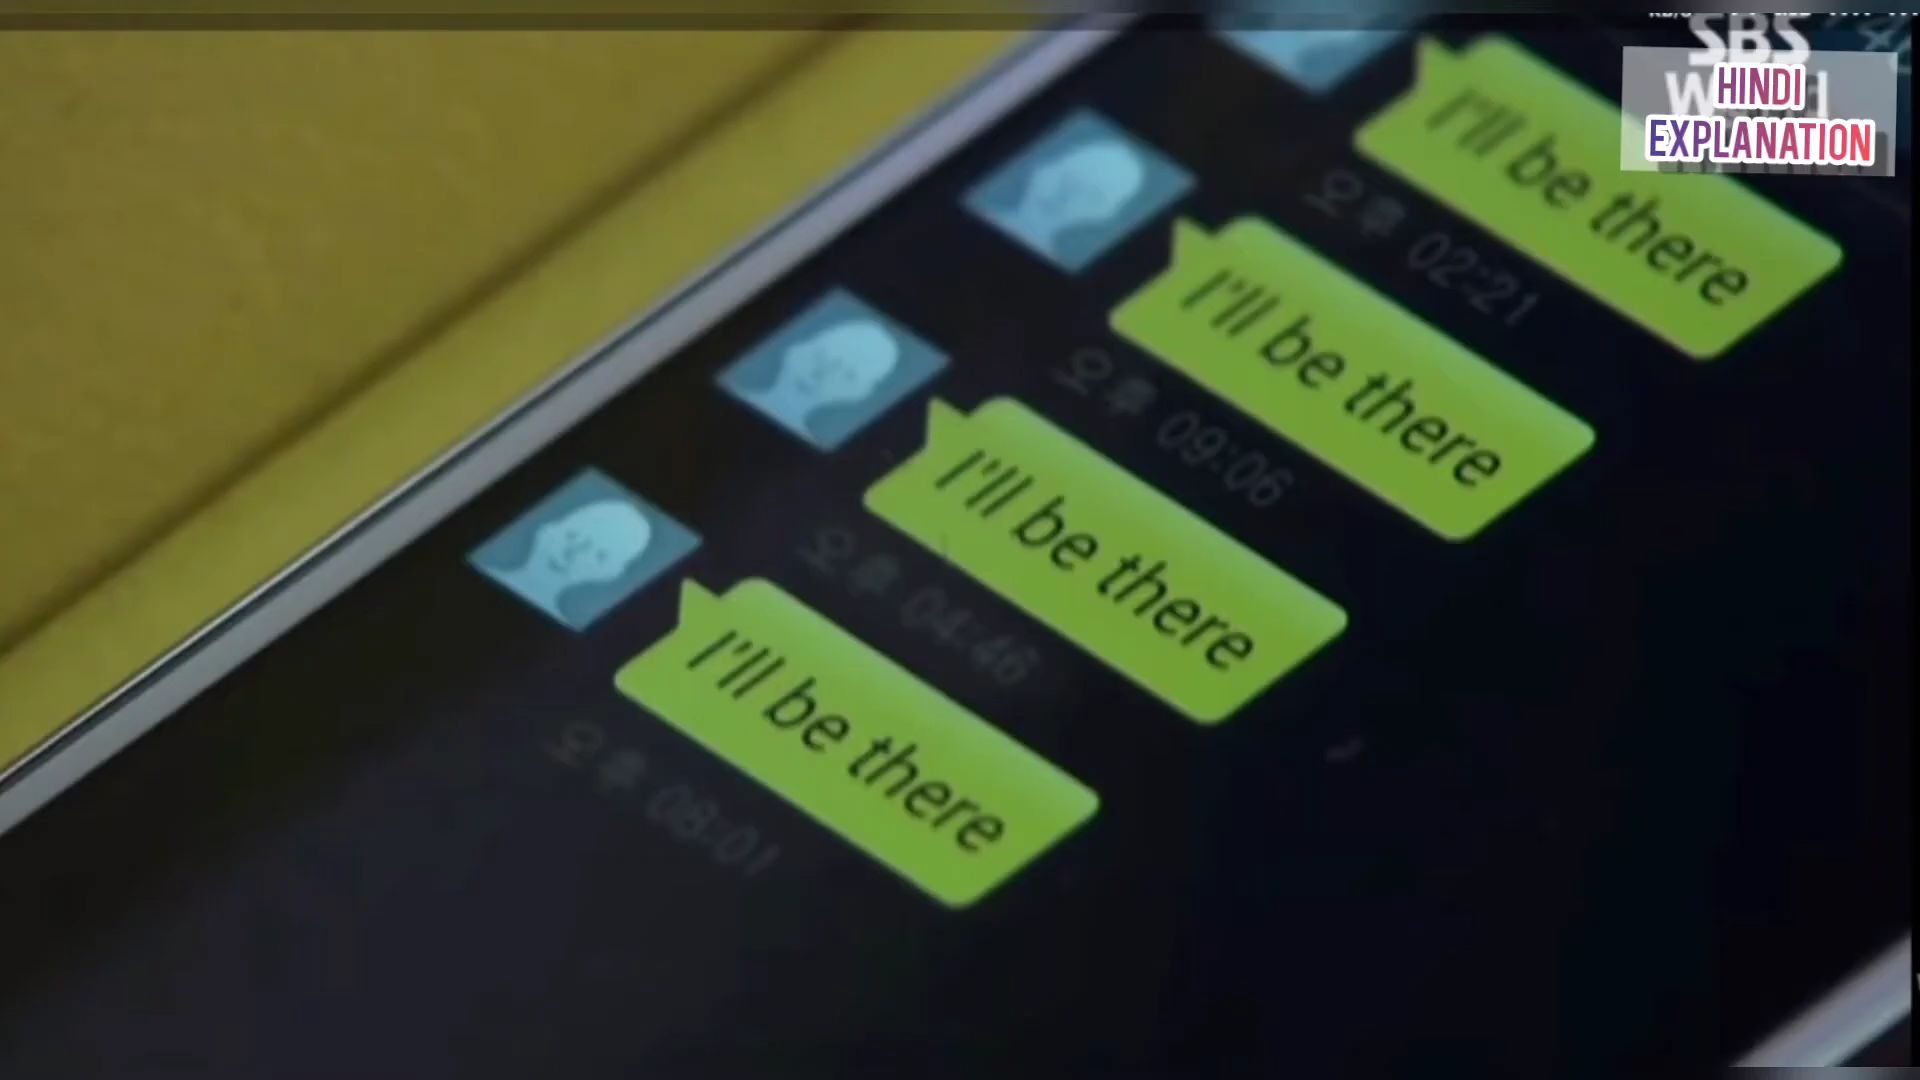 SBS
HINDI
EXPLANATION
I'll be there
오후 02:21
I'll be there
오후 09:06
I'll be there
오후 04:46
I'll be there
오후 08:01